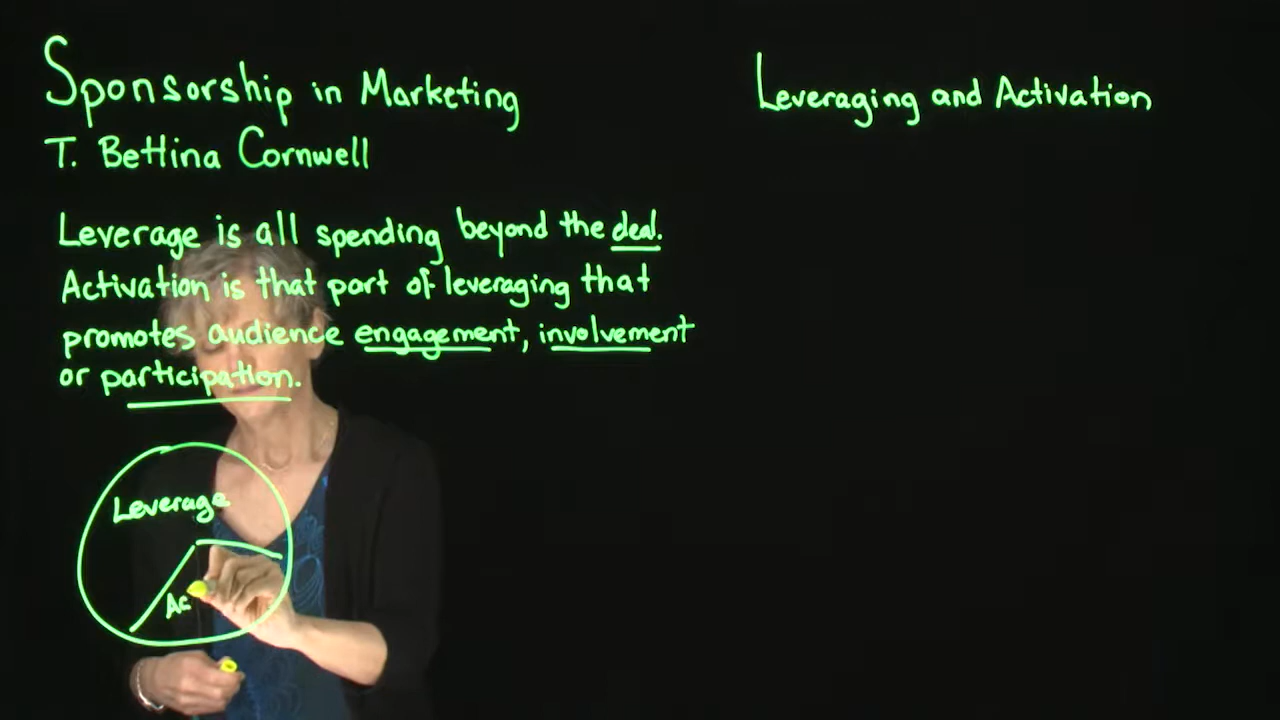 Sponsorship in Marketing
T. Bettina Cornwell
Leveraging and Activation
Leverage is all spending beyond the deal.
Activation is that part of leveraging that
promotes audience engagement, involvement
or participation.
Leverage
Ac